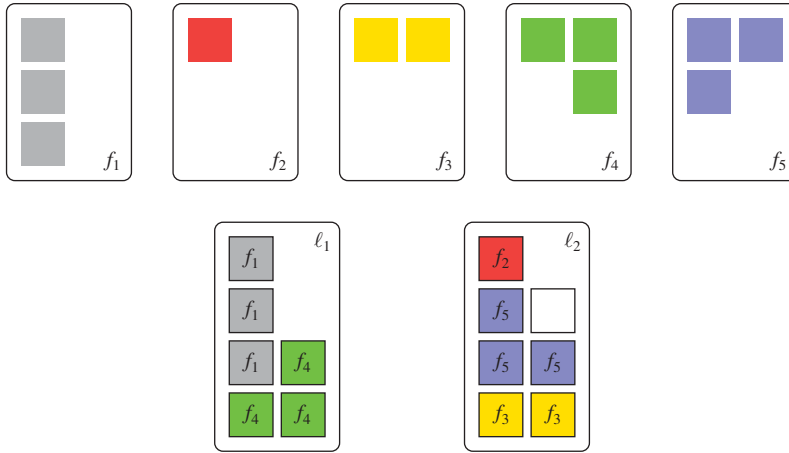 f₁ f₂ f₃ f₄ f₅
ℓ₁ ℓ₂
f₁ f₂
f₁ f₅
f₁ f₄ f₅ f₅
f₄ f₄ f₃ f₃